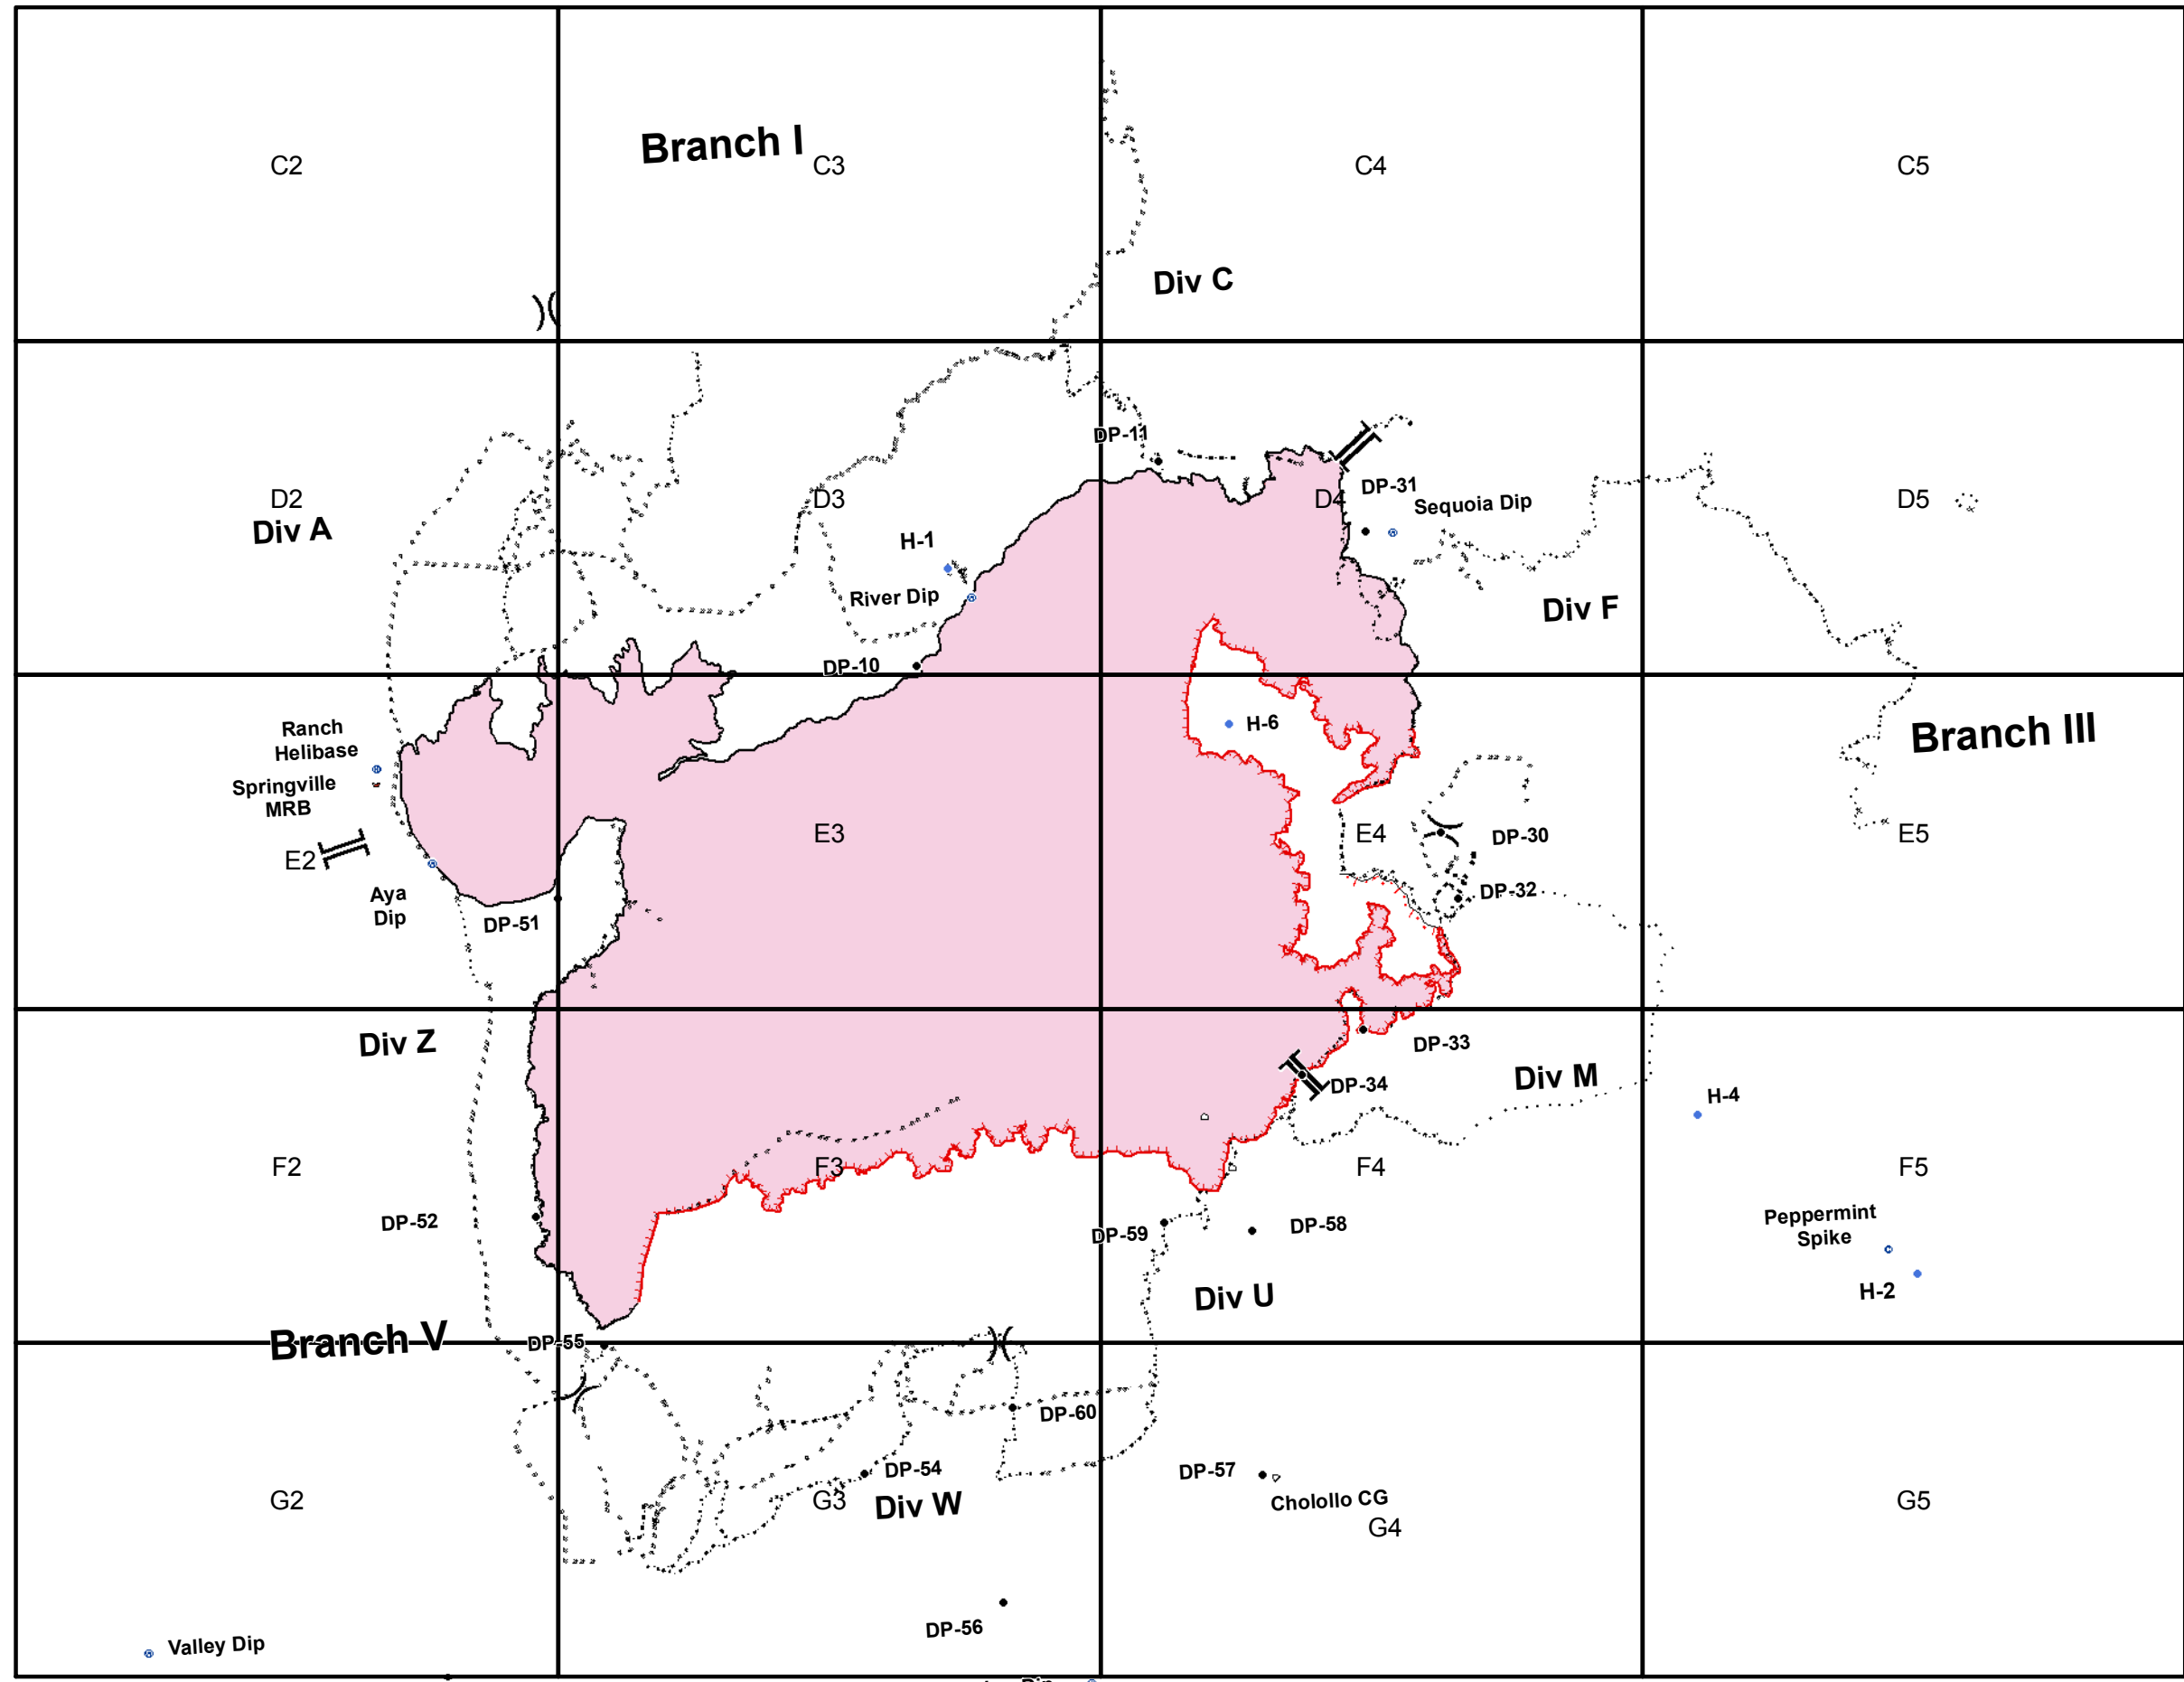 Branch I
C2
C3
C4
C5
Div C
DP-11
D2
D3
D4
DP-31
D5
Sequoia Dip
Div A
H-1
River Dip
Div F
DP-10
Ranch
Helibase
H-6
Branch III
Springville
MRB
E2
E3
E4
DP-30
E5
Aya
Dip
DP-51
DP-32
Div Z
DP-33
Div M
DP-34
H-4
F2
F3
F4
F5
DP-52
DP-59
DP-58
Peppermint
Spike
H-2
Div U
Branch V
DP-55
DP-60
DP-54
DP-57
G2
G3
Div W
Cholollo CG
G4
G5
DP-56
Valley Dip